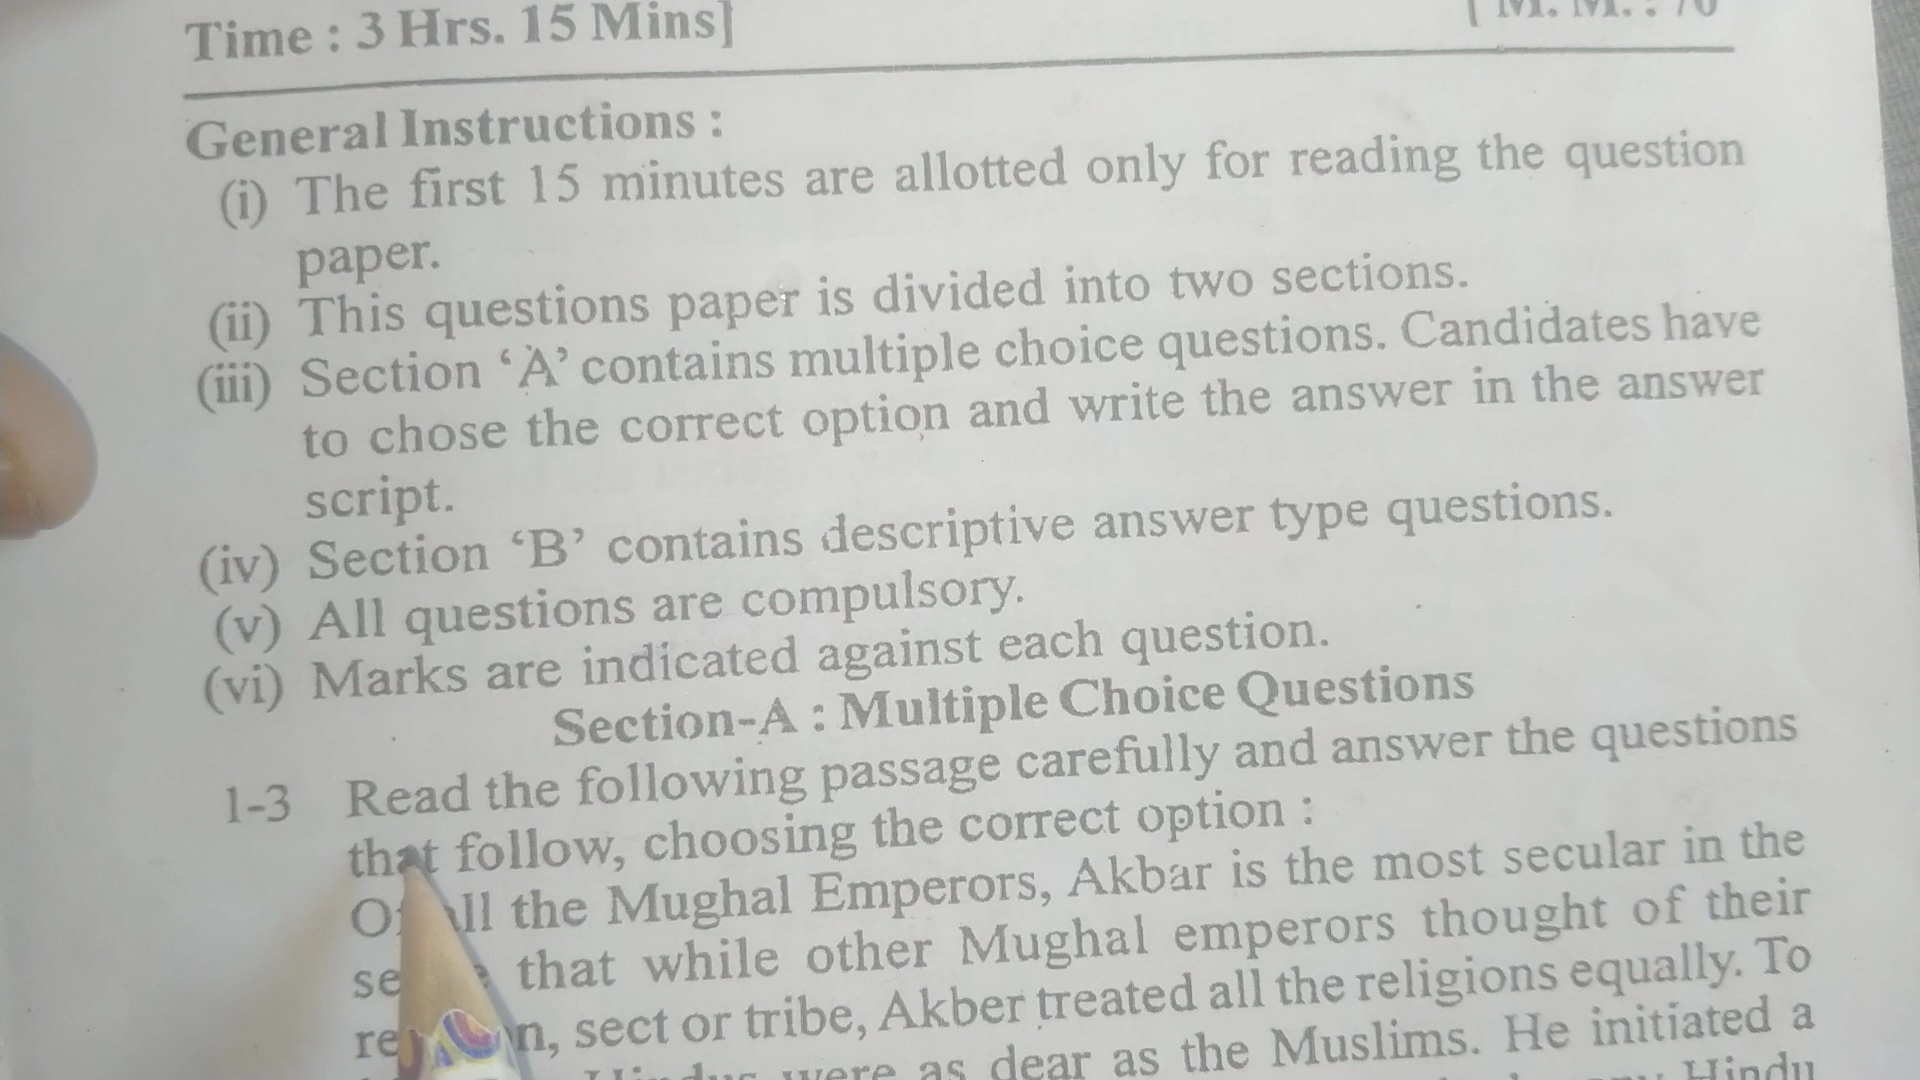 Time : 3 Hrs. 15 Mins]
General Instructions :
(i) The first 15 minutes are allotted only for reading the question
paper.
(ii) This questions paper is divided into two sections.
(iii) Section ‘A’ contains multiple choice questions. Candidates have
to chose the correct option and write the answer in the answer
script.
(iv) Section ‘B’ contains descriptive answer type questions.
(v) All questions are compulsory.
(vi) Marks are indicated against each question.
Section-A : Multiple Choice Questions
1-3 Read the following passage carefully and answer the questions
that follow, choosing the correct option :
the Mughal Emperors, Akbar is the most secular in the
that while other Mughal emperors thought of their
sect or tribe, Akber treated all the religions equally. To
were as dear as the Muslims. He initiated a
Hindu